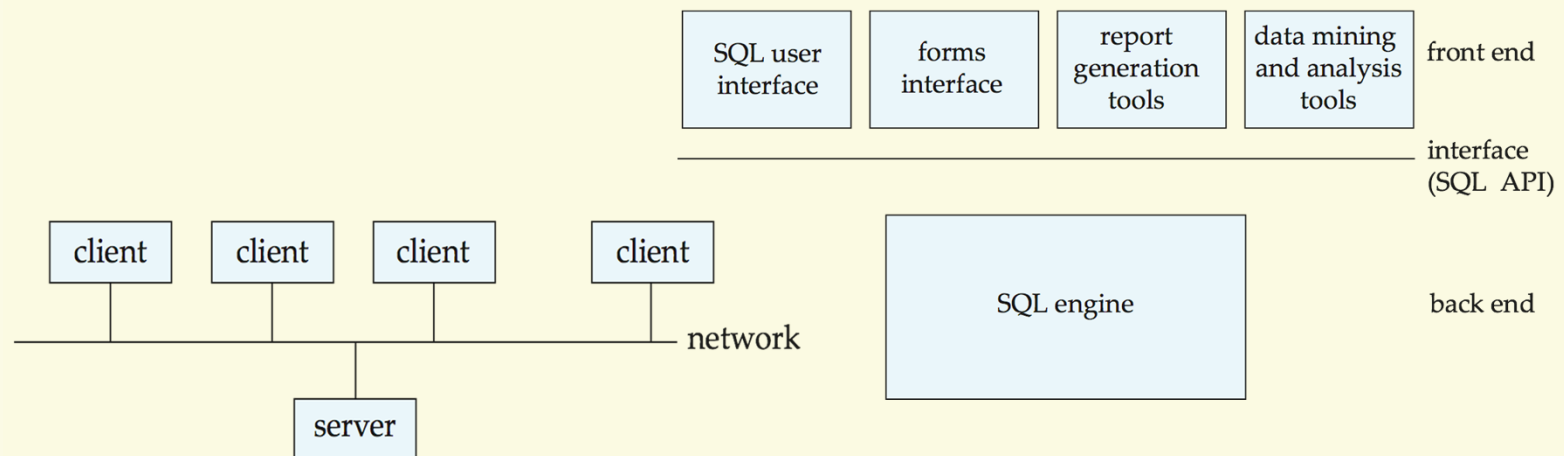 SQL user
interface
forms
interface
report
generation
tools
data mining
and analysis
tools
front end
interface
(SQL API)
client
client
client
client
network
server
SQL engine
back end